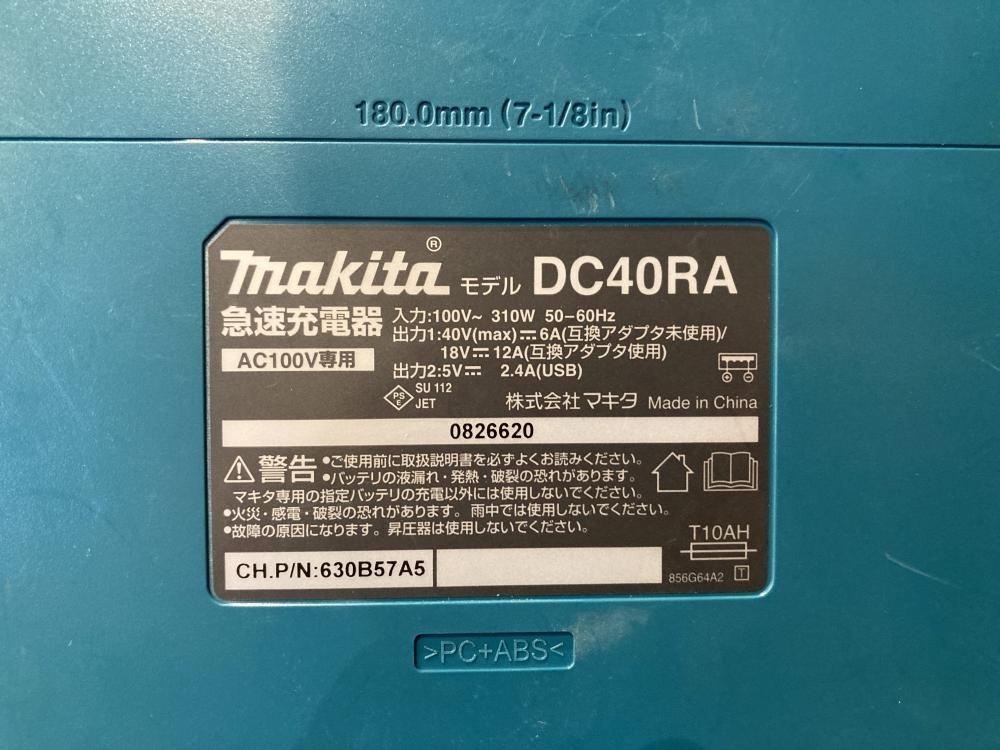 180.0mm (7-1/8in)
makita® モデル DC40RA
急速充電器
AC100V専用
入力:100V~ 310W 50-60Hz
出力1:40V(max)⎓6A(互換アダプタ未使用)/
18V⎓12A(互換アダプタ使用)
出力2:5V⎓ 2.4A(USB)
PS
E
SU 112
JET
株式会社マキタ Made in China
0826620
⚠警告 •ご使用前に取扱説明書を必ずよくお読みください。
•バッテリの液漏れ・発熱・破裂の恐れがあります。
マキタ専用の指定バッテリの充電以外には使用しないでください。
•火災・感電・破裂の恐れがあります。雨中では使用しないでください。
•故障の原因になります。昇圧器は使用しないでください。
T10AH
CH.P/N:630B57A5
856G64A2 T
>PC+ABS<